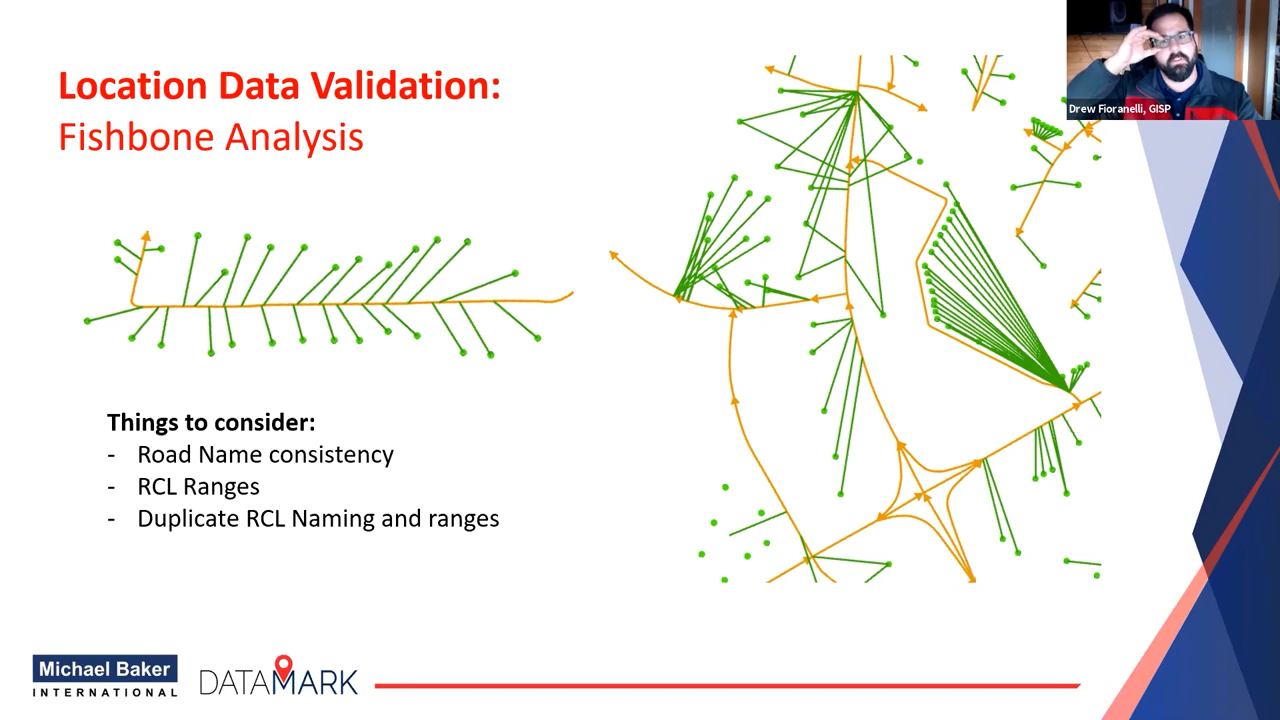 Location Data Validation:
Fishbone Analysis
Drew Fioranelli, GISP
Things to consider:
- Road Name consistency
- RCL Ranges
- Duplicate RCL Naming and ranges
Michael Baker
INTERNATIONAL
DATAMARK